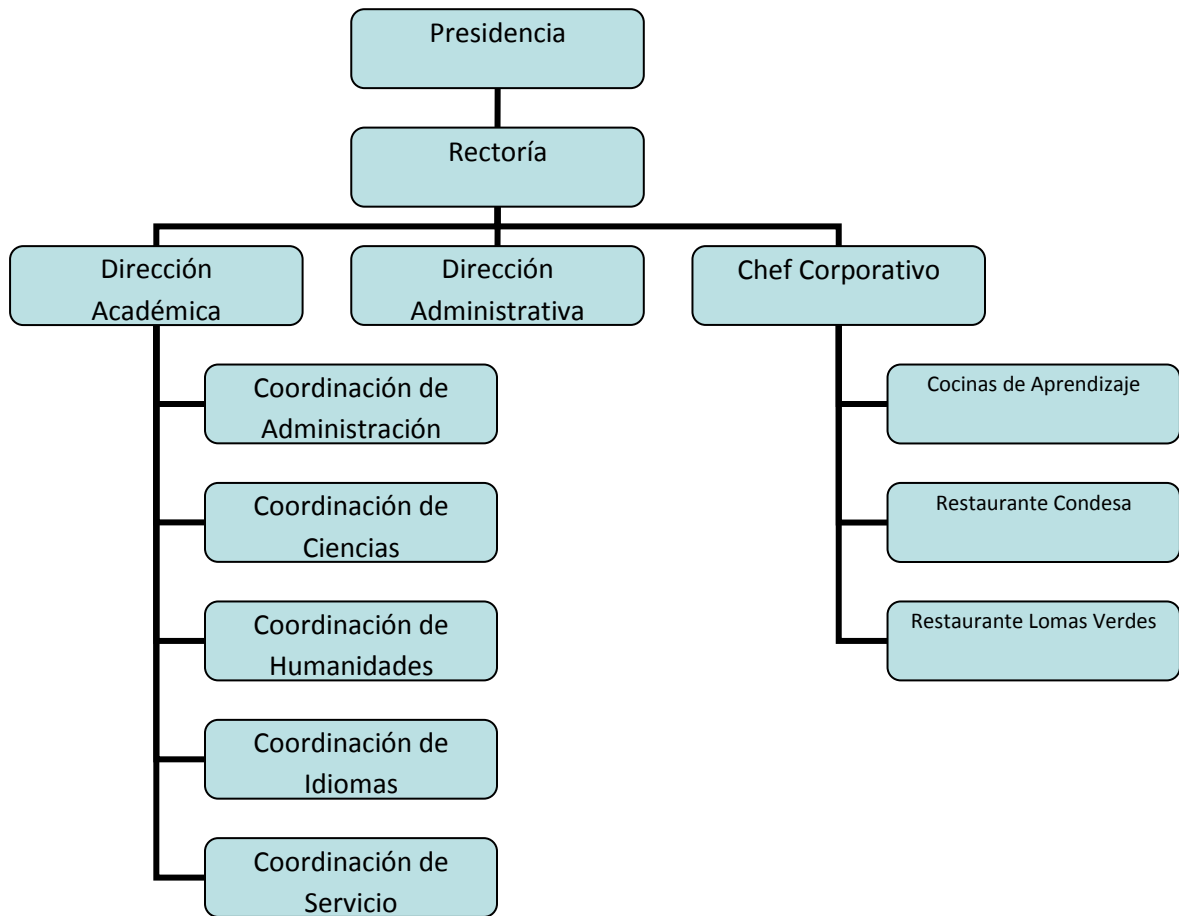 Presidencia
Rectoría
Dirección
Académica
Dirección
Administrativa
Chef Corporativo
Coordinación de
Administración
Coordinación de
Ciencias
Coordinación de
Humanidades
Coordinación de
Idiomas
Coordinación de
Servicio
Cocinas de Aprendizaje
Restaurante Condesa
Restaurante Lomas Verdes